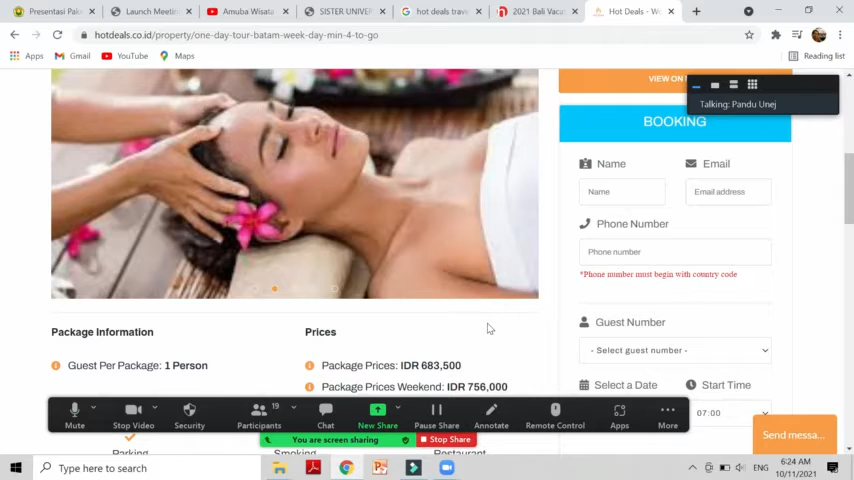 Presentasi Pak
Launch Meetin
Amuba Wisata
SISTER UNIVER
hot deals trave
2021 Bali Vaca
Hot Deals - W
hotdeals.co.id/property/one-day-tour-batam-week-day-min-4-to-go
Apps
Gmail
YouTube
Maps
Reading list
VIEW ON
Talking: Pandu Unej
BOOKING
Name
Email
Name
Email address
Phone Number
Phone number
*Phone number must begin with country code
Guest Number
- Select guest number -
Select a Date
Start Time
07:00
Package Information
Prices
Guest Per Package: 1 Person
Package Prices: IDR 683,500
Package Prices Weekend: IDR 756,000
19
Mute
Stop Video
Security
Participants
Chat
New Share
Pause Share
Annotate
Remote Control
Apps
More
You are screen sharing
Stop Share
Parking
Smoking
Restaurant
Send messa...
Type here to search
ENG
6:24 AM
10/11/2021